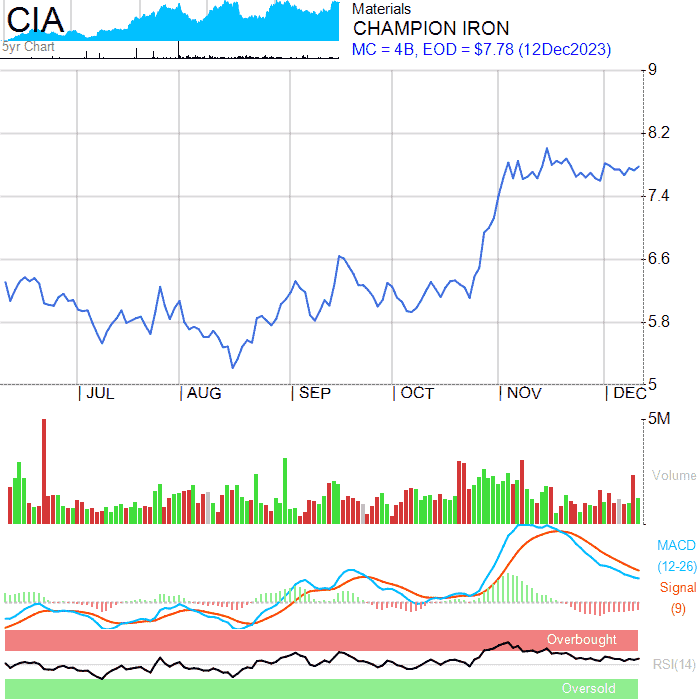 CIA
5yr Chart
Materials
CHAMPION IRON
MC = 4B, EOD = $7.78 (12Dec2023)
9
8.2
7.4
6.6
5.8
5
| JUL | AUG | SEP | OCT | NOV | DEC
5M
Volume
MACD
(12-26)
Signal
(9)
Overbought
RSI(14)
Oversold